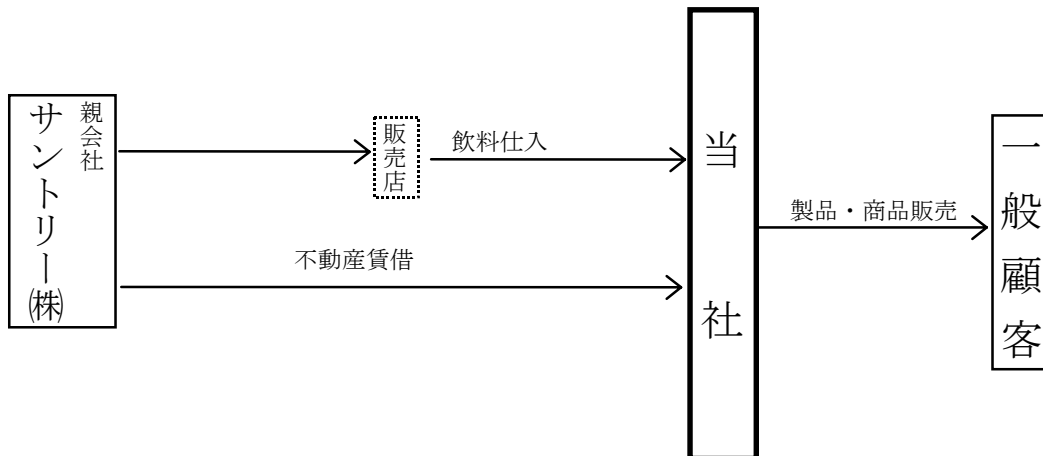 親会社
サントリー㈱
販売店
飲料仕入
不動産賃借
当社
製品・商品販売
一般顧客